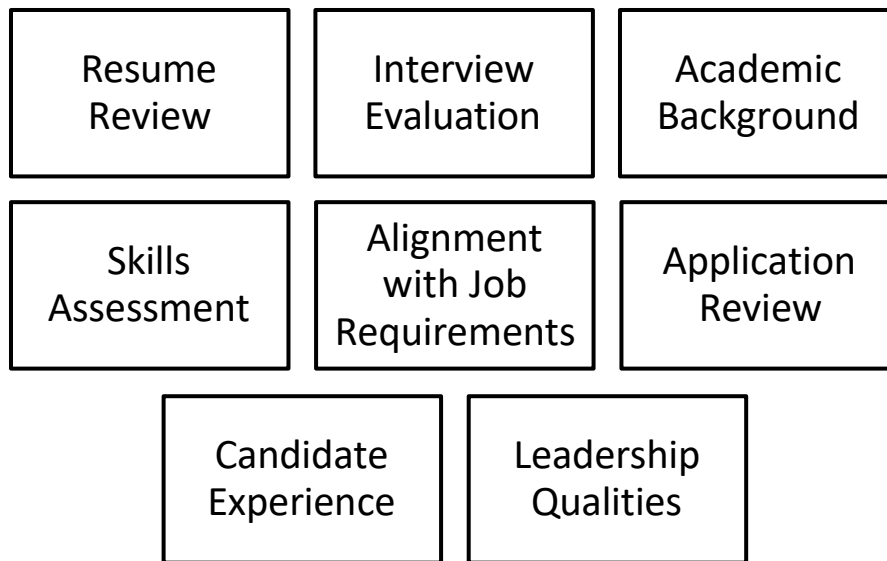 Resume
Review
Interview
Evaluation
Academic
Background
Skills
Assessment
Alignment
with Job
Requirements
Application
Review
Candidate
Experience
Leadership
Qualities